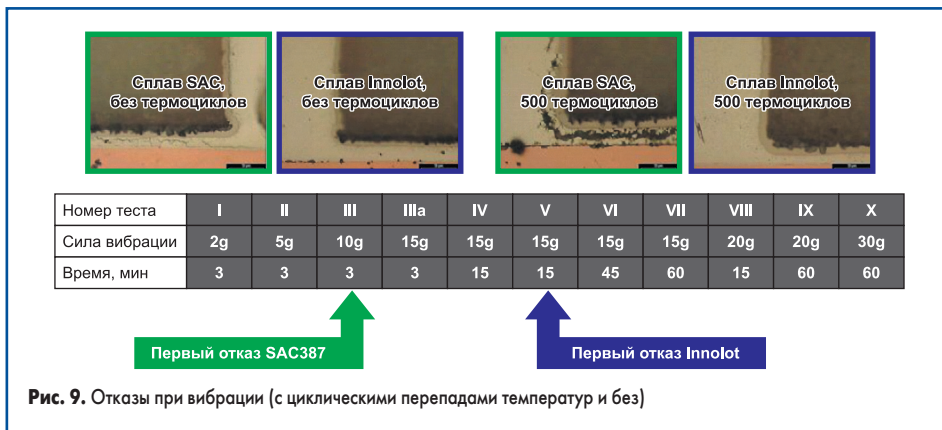 Сплав SAC,
без термоциклов
Сплав Innolot,
без термоциклов
Сплав SAC,
500 термоциклов
Сплав Innolot,
500 термоциклов
Номер теста I II III IIIa IV V VI VII VIII IX X
Сила вибрации 2g 5g 10g 15g 15g 15g 15g 15g 20g 20g 30g
Время, мин 3 3 3 3 15 15 45 60 15 60 60
Первый отказ SAC387 Первый отказ Innolot
Рис. 9. Отказы при вибрации (с циклическими перепадами температур и без)